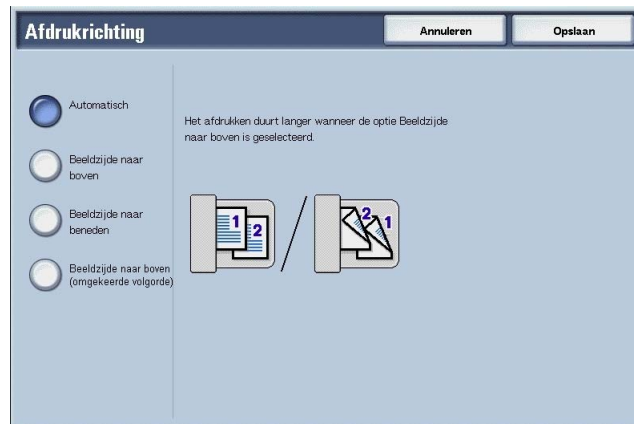 Afdrukrichting
Annuleren
Opslaan
Automatisch
Beeldzijde naar
boven
Beeldzijde naar
beneden
Beeldzijde naar boven
(omgekeerde volgorde)
Het afdrukken duurt langer wanneer de optie Beeldzijde
naar boven is geselecteerd.
1
2
2
1